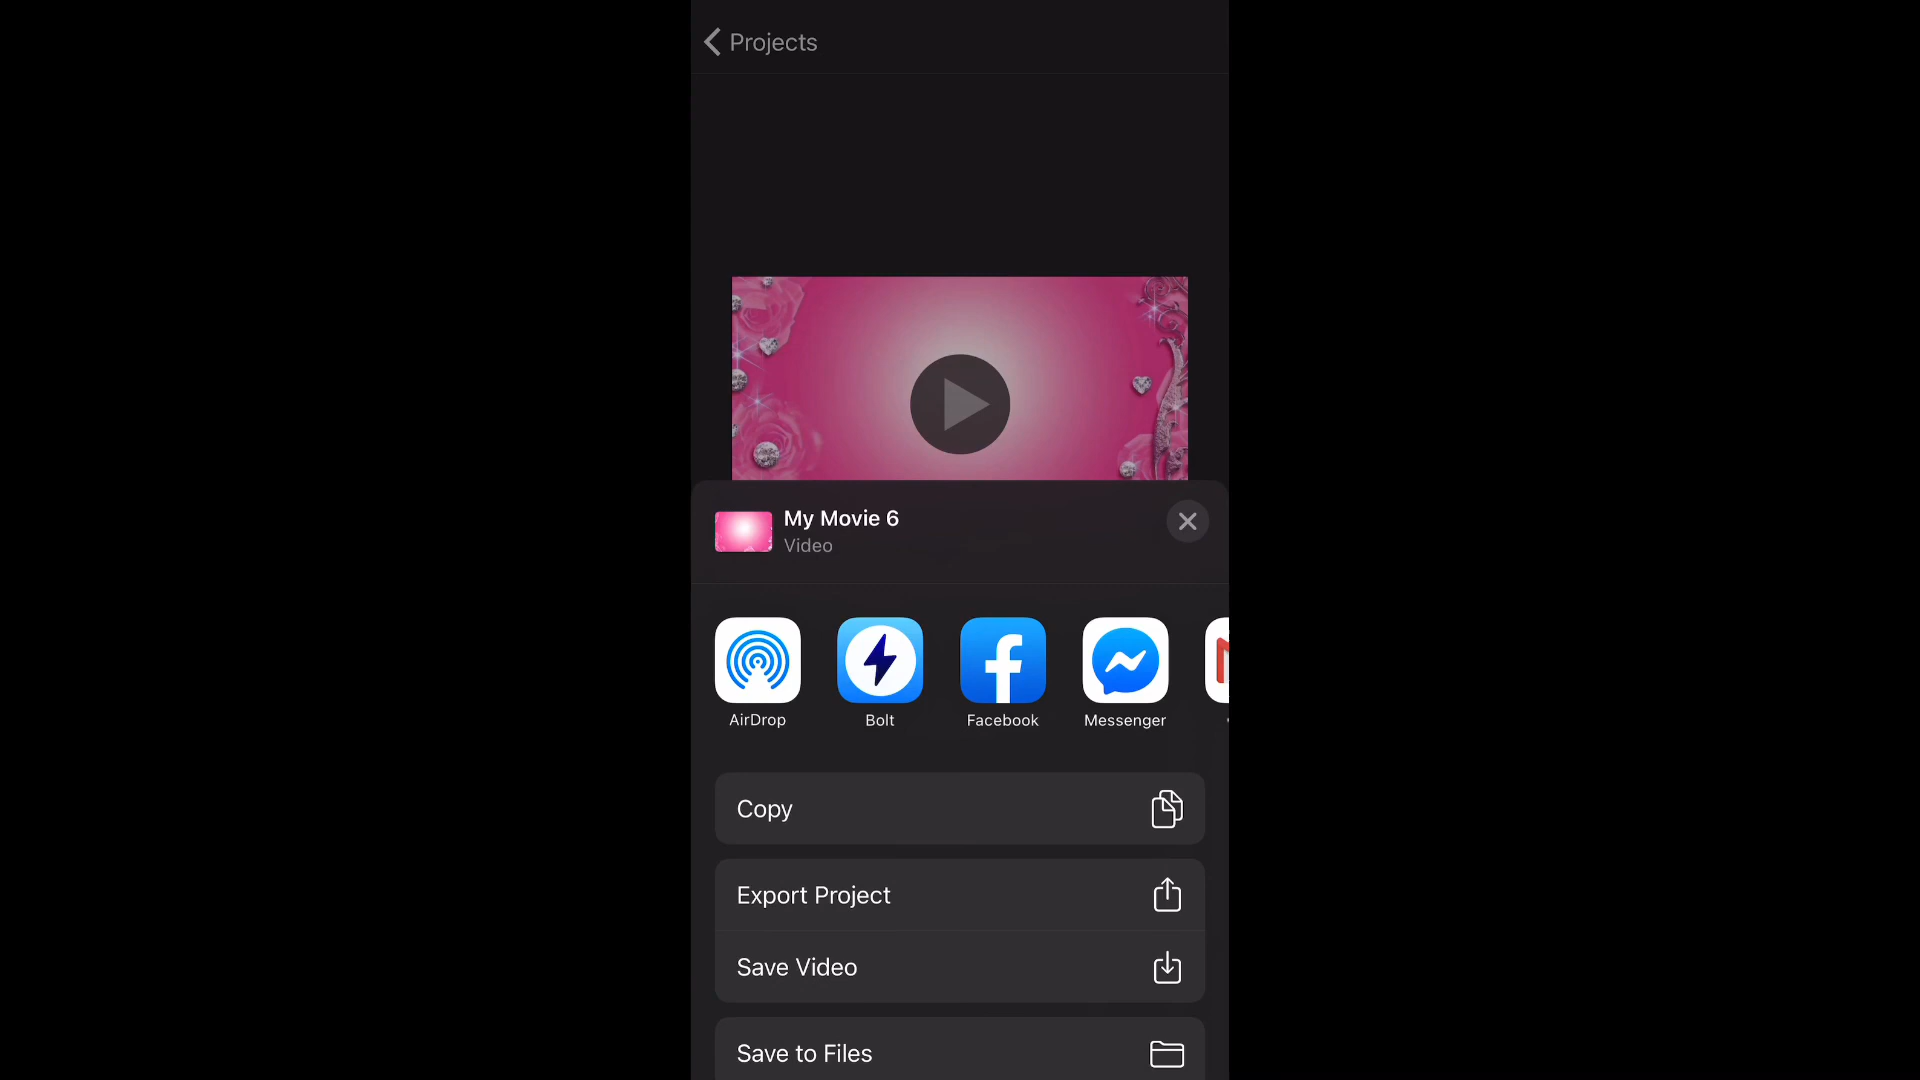 Projects
My Movie 6
Video
AirDrop
Bolt
Facebook
Messenger
Copy
Export Project
Save Video
Save to Files